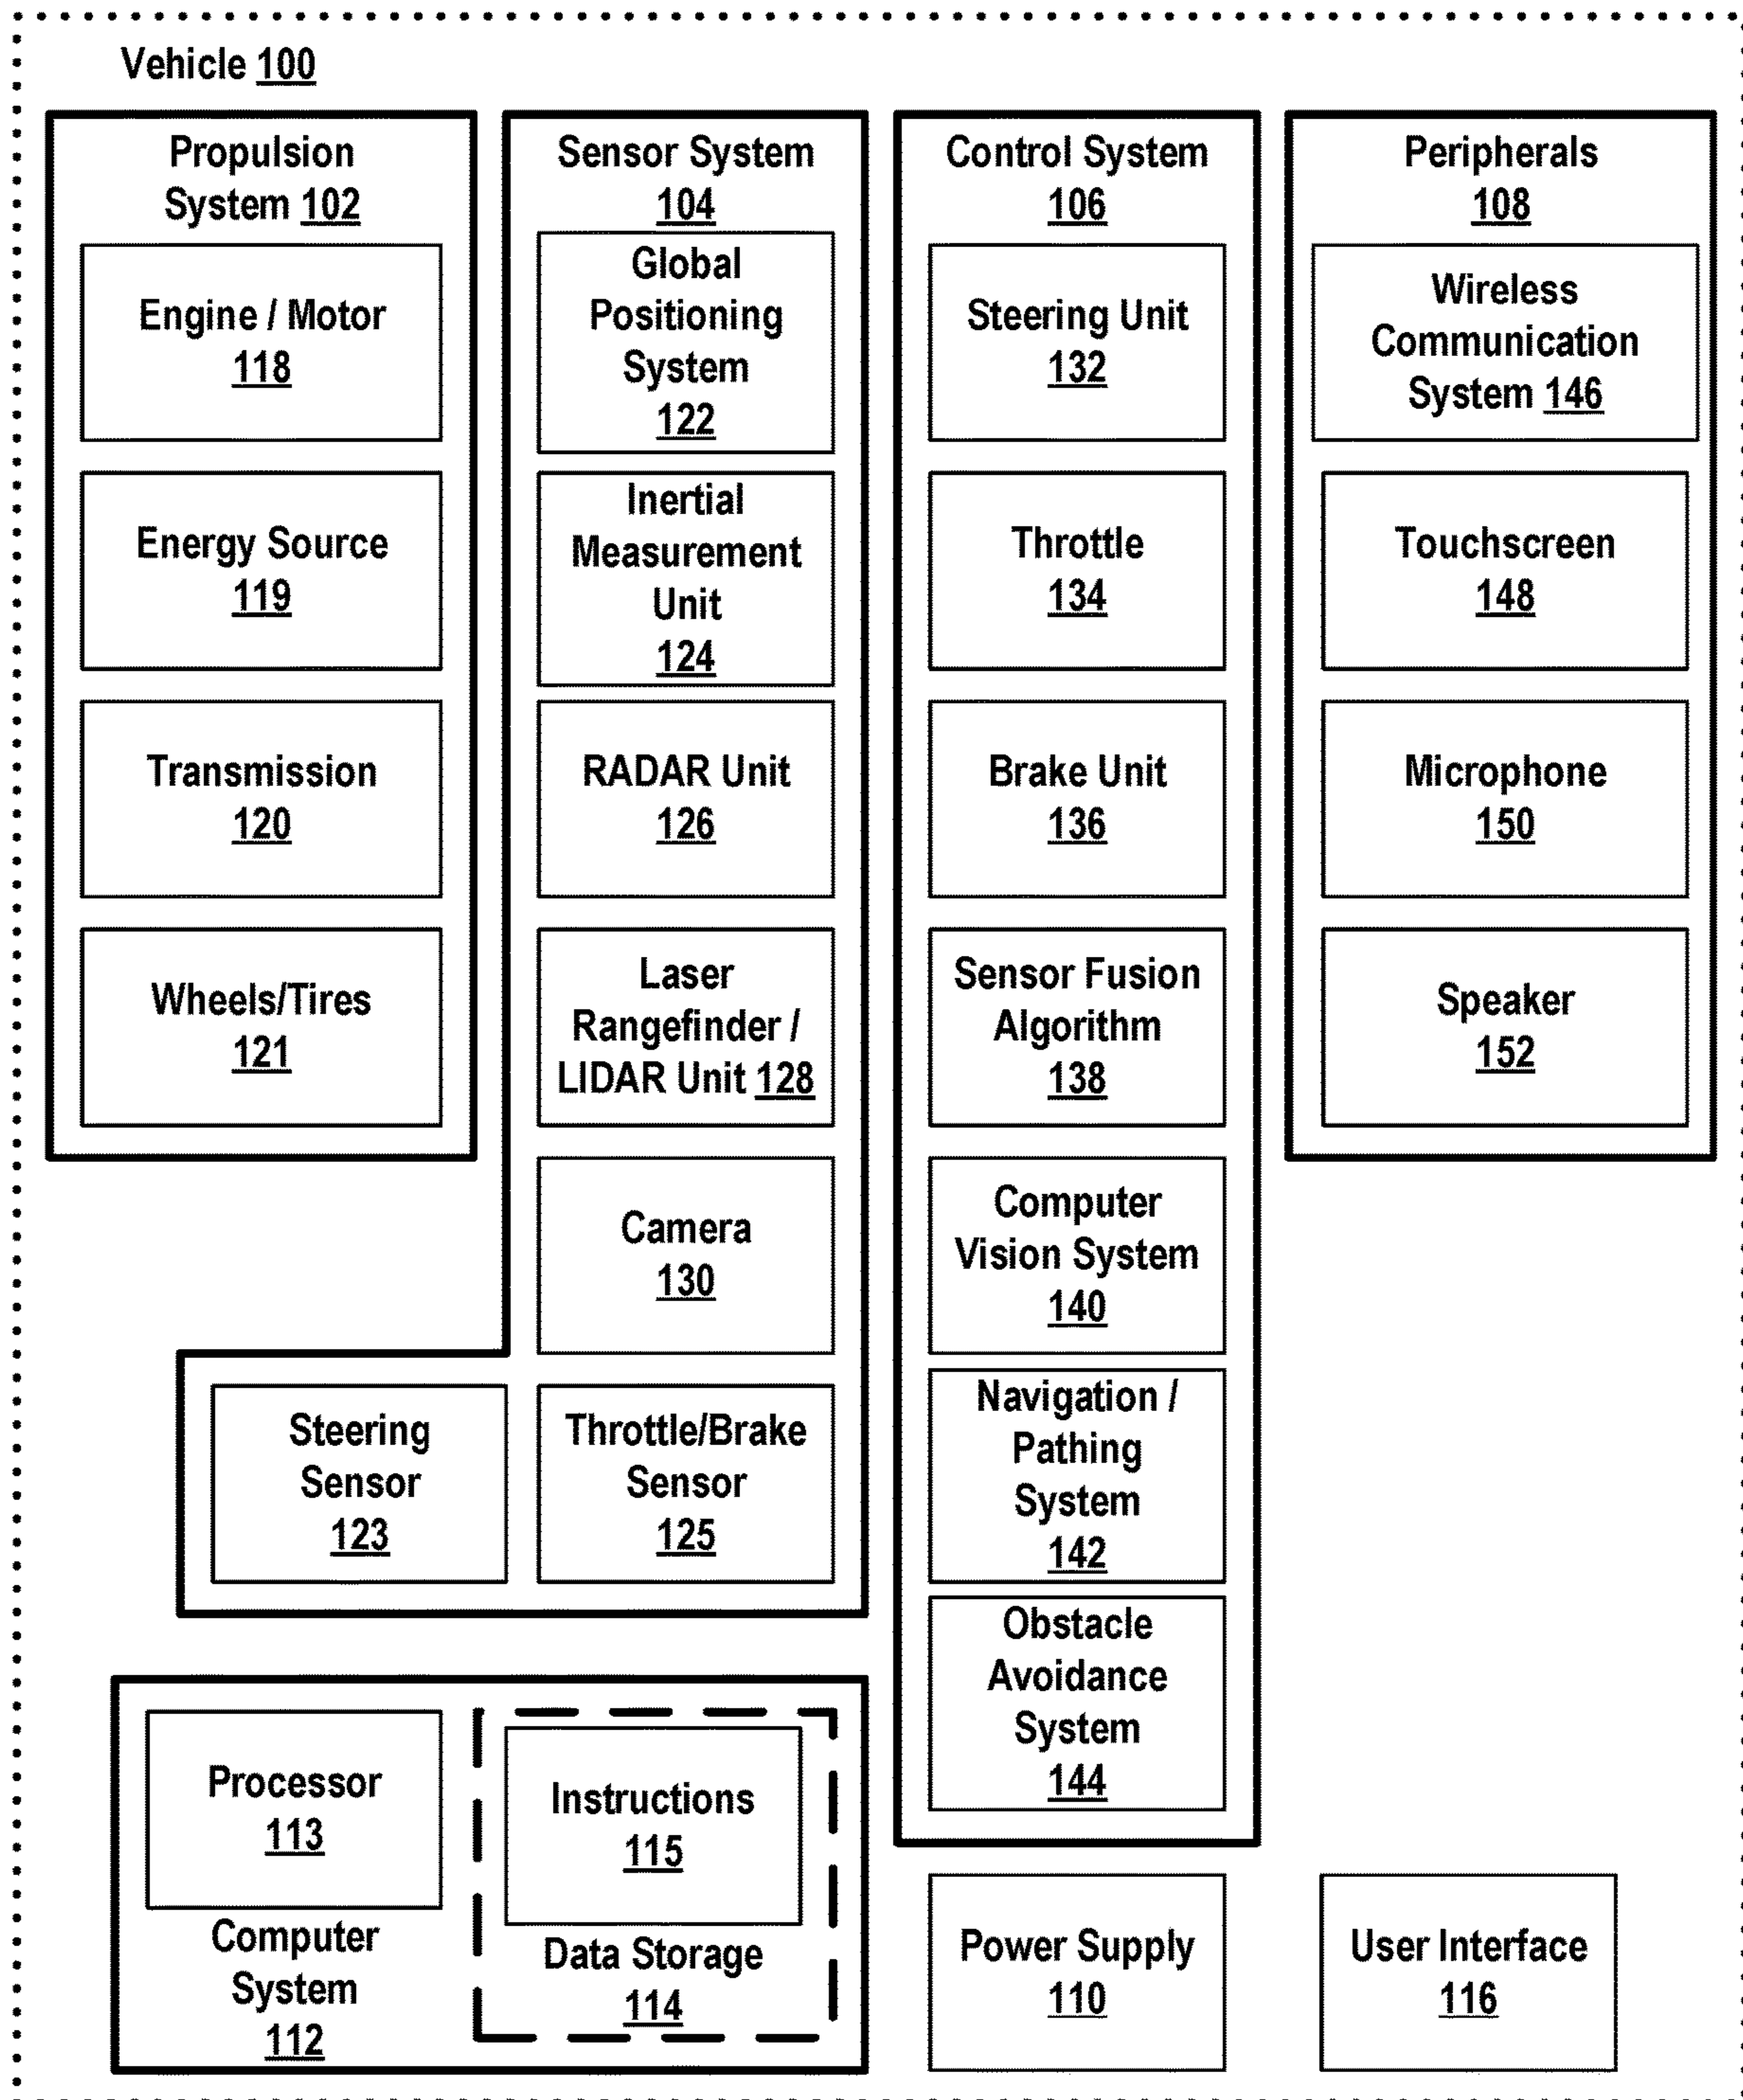 Vehicle 100
Propulsion
System 102
Engine / Motor
118
Energy Source
119
Transmission
120
Wheels/Tires
121
Sensor System
104
Global
Positioning
System
122
Inertial
Measurement
Unit
124
RADAR Unit
126
Laser
Rangefinder /
LIDAR Unit 128
Camera
130
Steering
Sensor
123
Throttle/Brake
Sensor
125
Control System
106
Steering Unit
132
Throttle
134
Brake Unit
136
Sensor Fusion
Algorithm
138
Computer
Vision System
140
Navigation /
Pathing
System
142
Obstacle
Avoidance
System
144
Peripherals
108
Wireless
Communication
System 146
Touchscreen
148
Microphone
150
Speaker
152
Processor
113
Computer
System
112
Instructions
115
Data Storage
114
Power Supply
110
User Interface
116